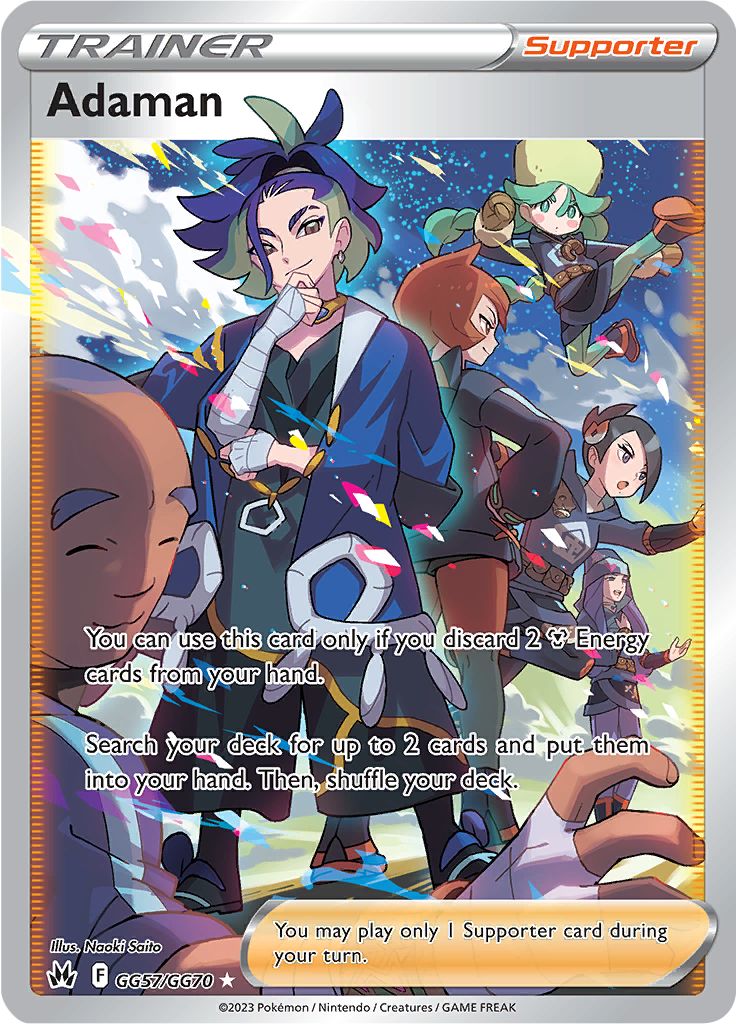 TRAINER Supporter
Adaman
You can use this card only if you discard 2 Energy
cards from your hand.
Search your deck for up to 2 cards and put them
into your hand. Then, shuffle your deck.
You may play only 1 Supporter card during
your turn.
Illus. Naoki Saito
F GG57/GG70 ★
©2023 Pokémon / Nintendo / Creatures / GAME FREAK